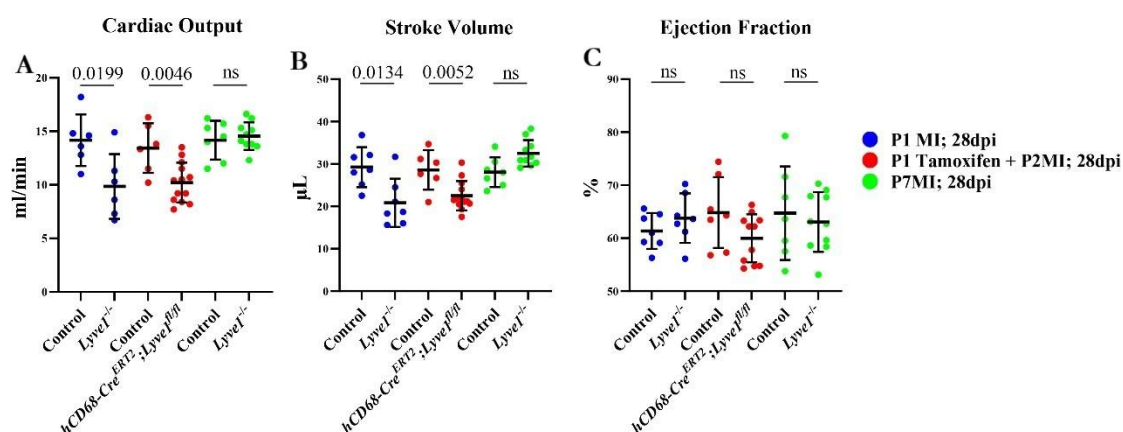 Cardiac Output
A
0.0199
0.0046
ns
20
15
10
5
0
ml/min
Control
Lyve1-/-
Control
hCD68-CreERT2;Lyve1fl/fl
Control
Lyve1-/-
Stroke Volume
B
0.0134
0.0052
ns
50
40
30
20
10
0
µL
Control
Lyve1-/-
Control
hCD68-CreERT2;Lyve1fl/fl
Control
Lyve1-/-
Ejection Fraction
C
ns
ns
ns
90
80
70
60
50
%
Control
Lyve1-/-
Control
hCD68-CreERT2;Lyve1fl/fl
Control
Lyve1-/-
P1 MI; 28dpi
P1 Tamoxifen + P2MI; 28dpi
P7MI; 28dpi